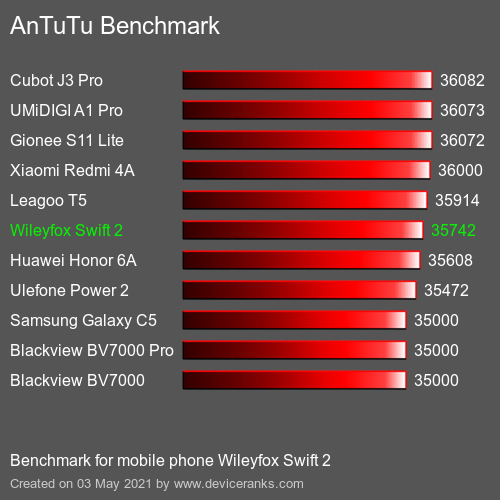 AnTuTu Benchmark
Cubot J3 Pro 36082
UMiDIGI A1 Pro 36073
Gionee S11 Lite 36072
Xiaomi Redmi 4A 36000
Leagoo T5 35914
Wileyfox Swift 2 35742
Huawei Honor 6A 35608
Ulefone Power 2 35472
Samsung Galaxy C5 35000
Blackview BV7000 Pro 35000
Blackview BV7000 35000
Benchmark for mobile phone Wileyfox Swift 2
Created on 03 May 2021 by www.deviceranks.com